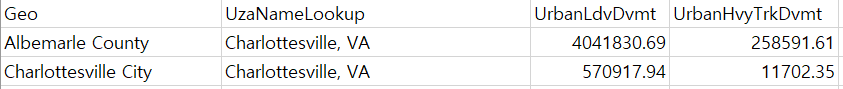 Geo UzaNameLookup UrbanLdvDvmt UrbanHvyTrkDvmt
Albemarle County Charlottesville, VA 4041830.69 258591.61
Charlottesville City Charlottesville, VA 570917.94 11702.35